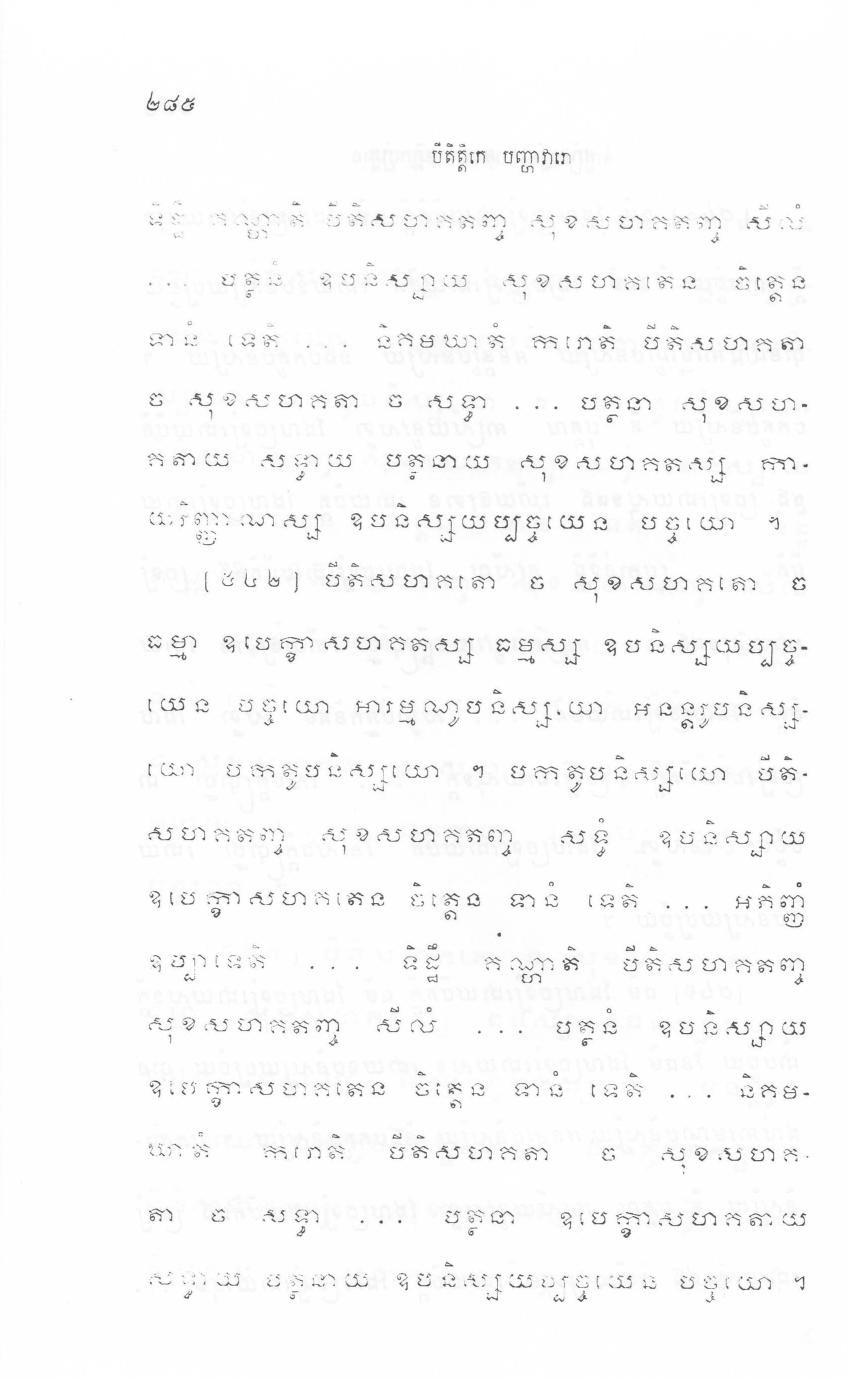 ២៨៥
បីតិត្តិកេ បញ្ហាវារោ
ទិដ្ឋឹ គណ្ហាតិ បីតិសហគតញ្ច សុខសហគតញ្ច សីលំ
... បត្ថនំ ឧបនិស្សាយ សុខសហគតេន ចិត្តេន
ទានំ ទេតិ ... និគមឃាតំ ករោតិ បីតិសហគតា
ច សុខសហគតា ច សទ្ធា ... បត្ថនា សុខសហ-
គតាយ សទ្ធាយ បត្ថនាយ សុខសហគតស្ស កា-
យវិញ្ញាណស្ស ឧបនិស្សយប្បច្ចយេន បច្ចយោ ។
[៥៤២] បីតិសហគតោ ច សុខសហគតោ ច
ធម្មា ឧបេក្ខាសហគតស្ស ធម្មស្ស ឧបនិស្សយប្បច្ច-
យេន បច្ចយោ អារម្មណូបនិស្សយោ អនន្តរូបនិស្ស-
យោ បកតូបនិស្សយោ ។ បកតូបនិស្សយោ បីតិ-
សហគតញ្ច សុខសហគតញ្ច សទ្ធំ ឧបនិស្សាយ
ឧបេក្ខាសហគតេន ចិត្តេន ទានំ ទេតិ ... អភិញ្ញំ
ឧប្បាទេតិ ... ទិដ្ឋឹ គណ្ហាតិ បីតិសហគតញ្ច
សុខសហគតញ្ច សីលំ ... បត្ថនំ ឧបនិស្សាយ
ឧបេក្ខាសហគតេន ចិត្តេន ទានំ ទេតិ ... និគម-
ឃាតំ ករោតិ បីតិសហគតា ច សុខសហគ-
តា ច សទ្ធា ... បត្ថនា ឧបេក្ខាសហគតាយ
សទ្ធាយ បត្ថនាយ ឧបនិស្សយប្បច្ចយេន បច្ចយោ ។